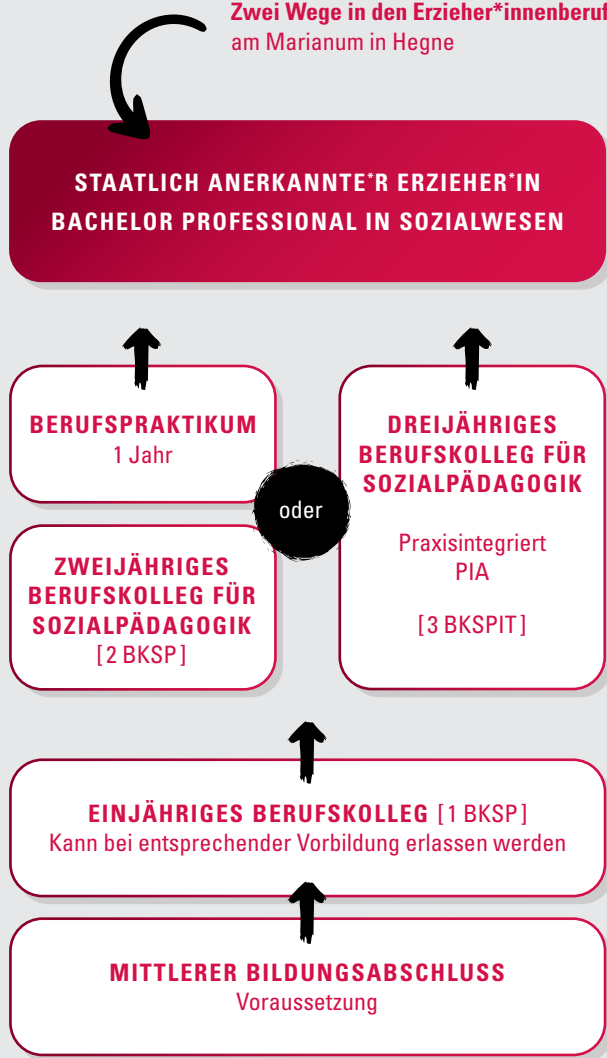 Zwei Wege in den Erzieher*innenberuf
am Marianum in Hegne
STAATLICH ANERKANNTE*R ERZIEHER*IN
BACHELOR PROFESSIONAL IN SOZIALWESEN
BERUFSPRAKTIKUM
1 Jahr
ZWEIJÄHRIGES
BERUFSKOLLEG FÜR
SOZIALPÄDAGOGIK
[2 BKSP]
oder
DREIJÄHRIGES
BERUFSKOLLEG FÜR
SOZIALPÄDAGOGIK
Praxisintegriert
PIA
[3 BKSPIT]
EINJÄHRIGES BERUFSKOLLEG [1 BKSP]
Kann bei entsprechender Vorbildung erlassen werden
MITTLERER BILDUNGSABSCHLUSS
Voraussetzung